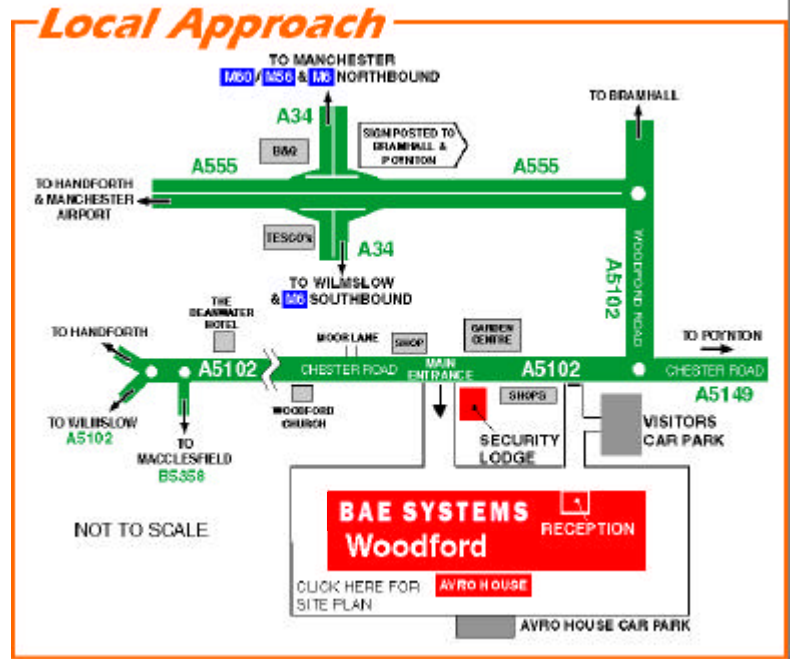 Local Approach
TO MANCHESTER
M60 / M56 & M6 NORTHBOUND
A34
B&Q
SIGNPOSTED TO
BRAMHALL &
POYNTON
TO BRAMHALL
A555
A555
TO HANDFORTH
& MANCHESTER
AIRPORT
TESCO's
A34
TO WILMSLOW
& M6 SOUTHBOUND
A5102
WOODFORD ROAD
THE
DEANWATER
HOTEL
TO HANDFORTH
MOOR LANE
SHOP
GARDEN
CENTRE
TO POYNTON
A5102
CHESTER ROAD
MAIN
ENTRANCE
A5102
CHESTER ROAD
A5149
WOODFORD
CHURCH
SHOPS
TO WILMSLOW
A5102
TO
MACCLESFIELD
B5358
SECURITY
LODGE
VISITORS
CAR PARK
NOT TO SCALE
BAE SYSTEMS
Woodford
RECEPTION
CLICK HERE FOR
SITE PLAN
AVRO HOUSE
AVRO HOUSE CAR PARK